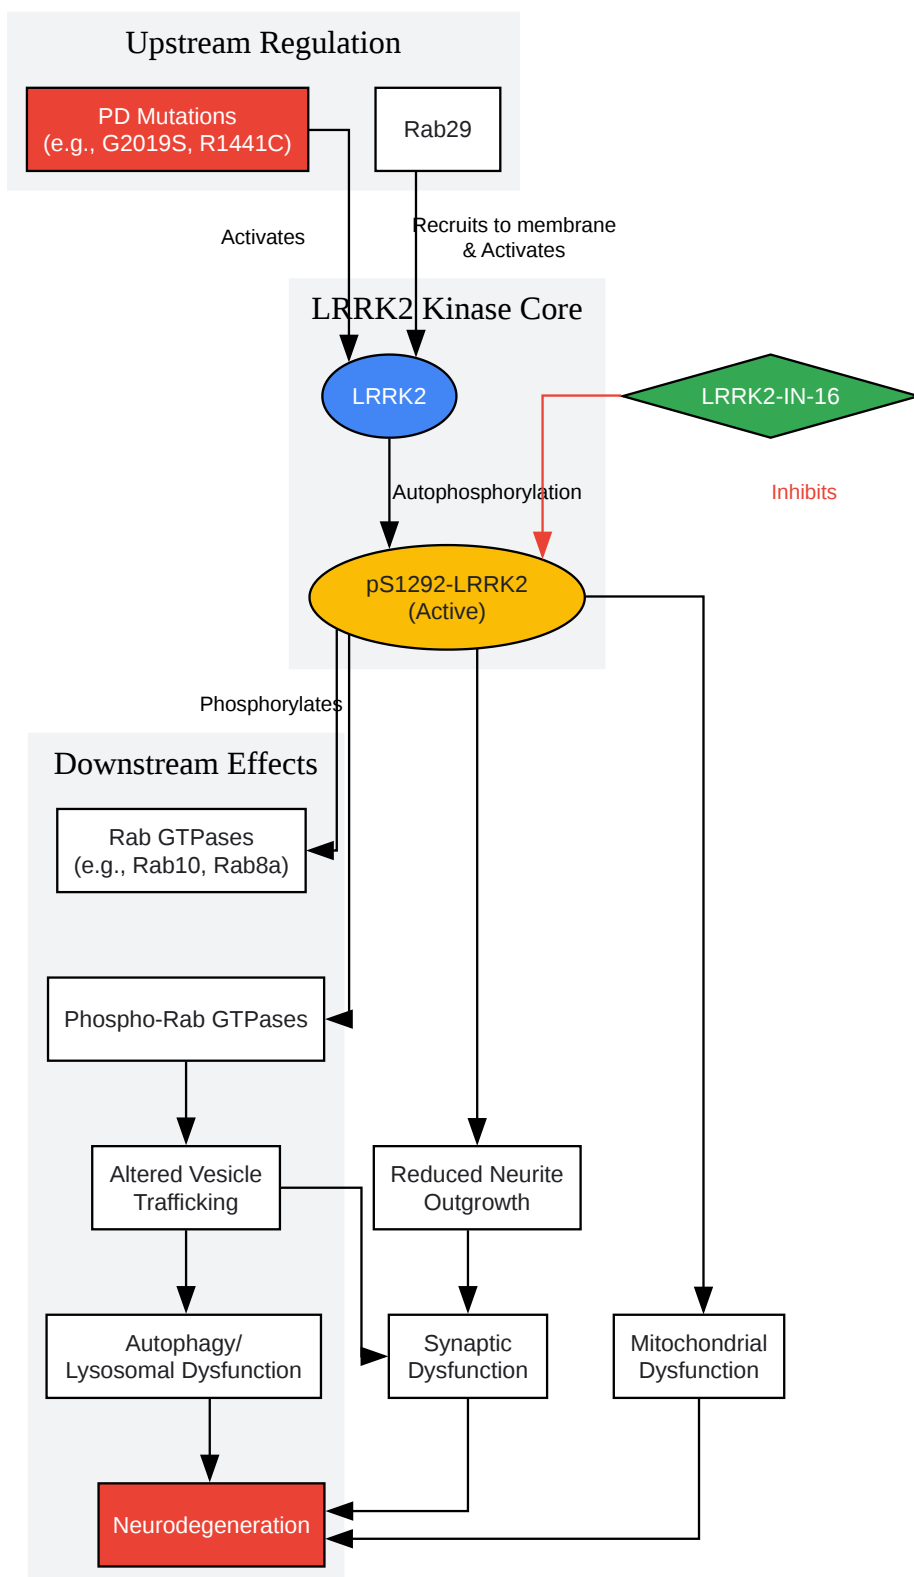 Upstream Regulation
PD Mutations
(e.g., G2019S, R1441C)
Rab29
Activates
Recruits to membrane
& Activates
LRRK2 Kinase Core
LRRK2
LRRK2-IN-16
Autophosphorylation
Inhibits
pS1292-LRRK2
(Active)
Phosphorylates
Downstream Effects
Rab GTPases
(e.g., Rab10, Rab8a)
Phospho-Rab GTPases
Altered Vesicle
Trafficking
Reduced Neurite
Outgrowth
Autophagy/
Lysosomal Dysfunction
Synaptic
Dysfunction
Mitochondrial
Dysfunction
Neurodegeneration